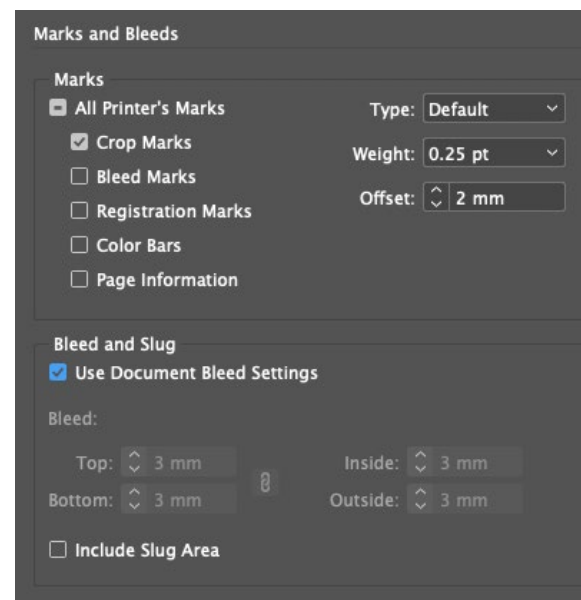 Marks and Bleeds
Marks
All Printer's Marks
Crop Marks
Bleed Marks
Registration Marks
Color Bars
Page Information
Type: Default
Weight: 0.25 pt
Offset: 2 mm
Bleed and Slug
Use Document Bleed Settings
Bleed:
Top: 3 mm
Bottom: 3 mm
Inside: 3 mm
Outside: 3 mm
Include Slug Area